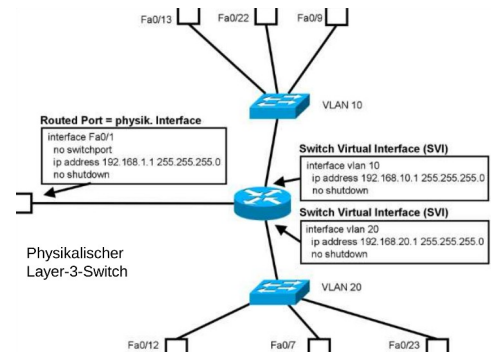 Fa0/13
Fa0/22
Fa0/9
VLAN 10
Routed Port = physik. Interface
interface Fa0/1
no switchport
ip address 192.168.1.1 255.255.255.0
no shutdown
Switch Virtual Interface (SVI)
interface vlan 10
ip address 192.168.10.1 255.255.255.0
no shutdown
Switch Virtual Interface (SVI)
interface vlan 20
ip address 192.168.20.1 255.255.255.0
no shutdown
Physikalischer
Layer-3-Switch
VLAN 20
Fa0/12
Fa0/7
Fa0/23